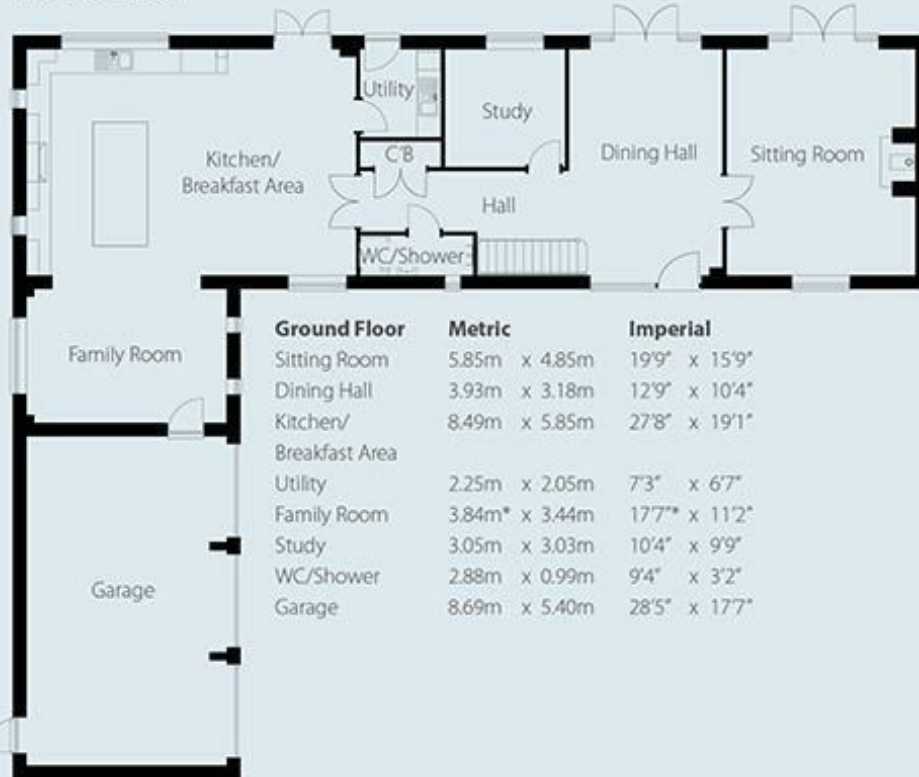 Utility
Study
C'B
Kitchen/
Breakfast Area
Dining Hall
Sitting Room
Hall
WC/Shower
Family Room
Garage
Ground Floor Metric Imperial
Sitting Room 5.85m x 4.85m 19'9" x 15'9"
Dining Hall 3.93m x 3.18m 12'9" x 10'4"
Kitchen/ 8.49m x 5.85m 27'8" x 19'1"
Breakfast Area
Utility 2.25m x 2.05m 7'3" x 6'7"
Family Room 3.84m* x 3.44m 17'7"* x 11'2"
Study 3.05m x 3.03m 10'4" x 9'9"
WC/Shower 2.88m x 0.99m 9'4" x 3'2"
Garage 8.69m x 5.40m 28'5" x 17'7"